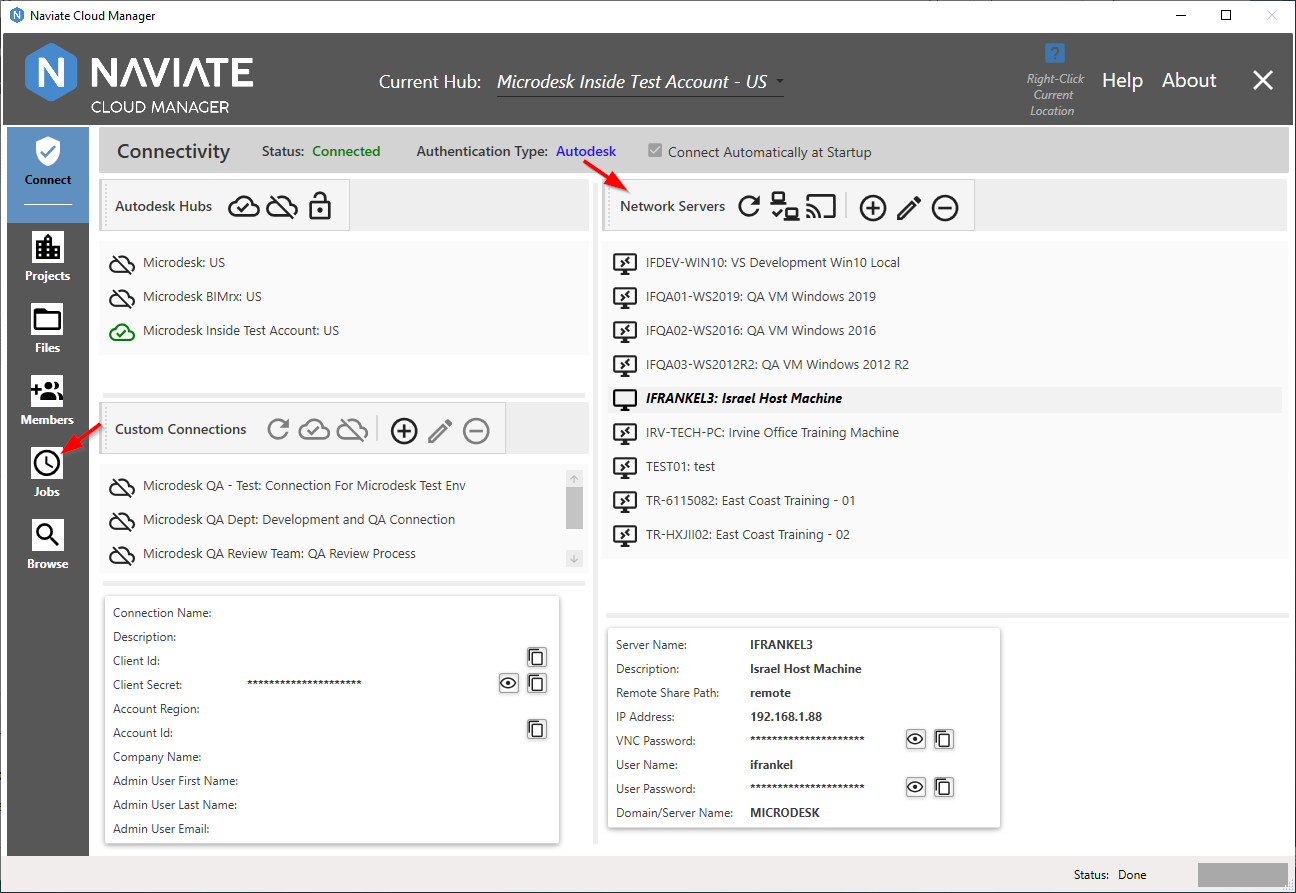 Naviate Cloud Manager
N NAVIATE
CLOUD MANAGER
Current Hub: Microdesk Inside Test Account - US
?
Right-Click
Current
Location
Help About
Connect
Projects
Files
Members
Jobs
Browse
Connectivity Status: Connected Authentication Type: Autodesk Connect Automatically at Startup
Autodesk Hubs
Microdesk: US
Microdesk BIMrx: US
Microdesk Inside Test Account: US
Custom Connections
Microdesk QA - Test: Connection For Microdesk Test Env
Microdesk QA Dept: Development and QA Connection
Microdesk QA Review Team: QA Review Process
Connection Name:
Description:
Client Id:
Client Secret: *********************
Account Region:
Account Id:
Company Name:
Admin User First Name:
Admin User Last Name:
Admin User Email:
Network Servers
IFDEV-WIN10: VS Development Win10 Local
IFQA01-WS2019: QA VM Windows 2019
IFQA02-WS2016: QA VM Windows 2016
IFQA03-WS2012R2: QA VM Windows 2012 R2
IFRANKEL3: Israel Host Machine
IRV-TECH-PC: Irvine Office Training Machine
TEST01: test
TR-6115082: East Coast Training - 01
TR-HXJII02: East Coast Training - 02
Server Name: IFRANKEL3
Description: Israel Host Machine
Remote Share Path: remote
IP Address: 192.168.1.88
VNC Password: *********************
User Name: ifrankel
User Password: *********************
Domain/Server Name: MICRODESK
Status: Done